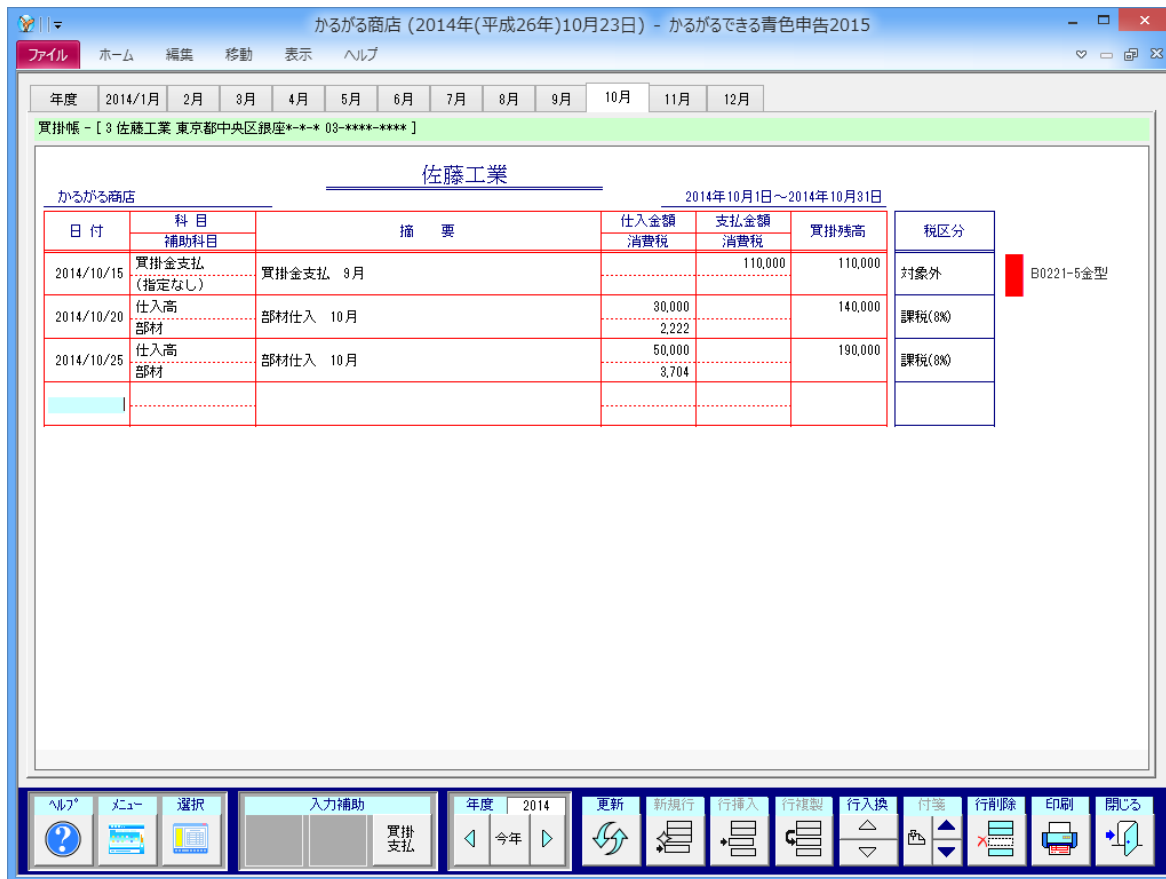 かるがる商店 (2014年(平成26年)10月23日) - かるがるできる青色申告2015
ファイル ホーム 編集 移動 表示 ヘルプ
年度 2014/1月 2月 3月 4月 5月 6月 7月 8月 9月 10月 11月 12月
買掛帳 - [ 3 佐藤工業 東京都中央区銀座*-*-* 03-****-**** ]
佐藤工業
かるがる商店 2014年10月1日～2014年10月31日
日 付 科 目 摘 要 仕入金額 支払金額 買掛残高 税区分
補助科目 消費税 消費税
2014/10/15 買掛金支払 買掛金支払 9月 110,000 110,000 対象外 B0221-5金型
(指定なし)
2014/10/20 仕入高 部材仕入 10月 30,000 140,000 課税(8%)
部材 2,222
2014/10/25 仕入高 部材仕入 10月 50,000 190,000 課税(8%)
部材 3,704
ヘルプ メニュー 選択 入力補助 年度 2014 更新 新規行 行挿入 行複製 行入換 付箋 行削除 印刷 閉じる
買掛
支払
今年